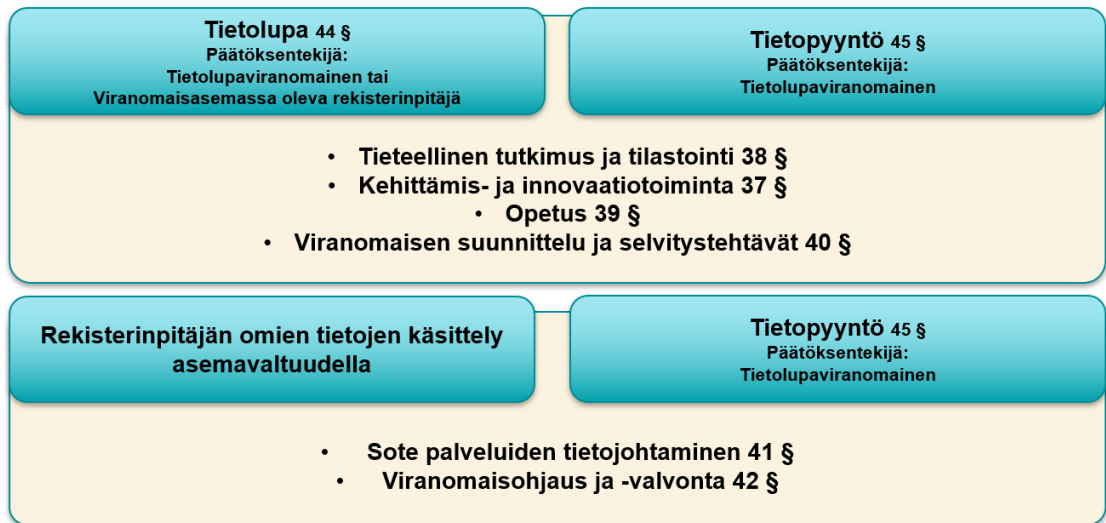 Tietolupa 44 §
Päätöksentekijä:
Tietolupaviranomainen tai
Viranomaisasemassa oleva rekisterinpitäjä
Tietopyyntö 45 §
Päätöksentekijä:
Tietolupaviranomainen
• Tieteellinen tutkimus ja tilastointi 38 §
• Kehittämis- ja innovaatiotoiminta 37 §
• Opetus 39 §
• Viranomaisen suunnittelu ja selvitystehtävät 40 §
Rekisterinpitäjän omien tietojen käsittely
asemavaltuudella
Tietopyyntö 45 §
Päätöksentekijä:
Tietolupaviranomainen
• Sote palveluiden tietojohtaminen 41 §
• Viranomaisohjaus ja -valvonta 42 §